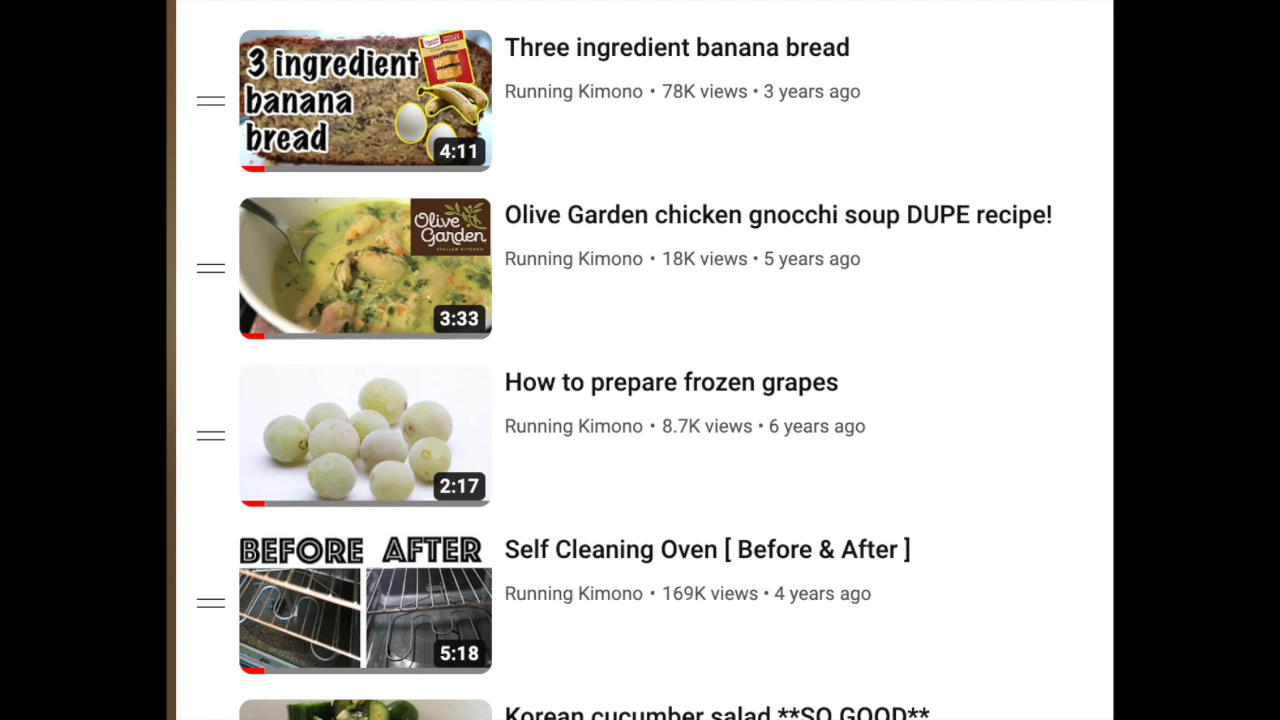 3 ingredient
banana
bread
4:11
Three ingredient banana bread
Running Kimono • 78K views • 3 years ago
Olive
Garden
ITALIAN KITCHEN
3:33
Olive Garden chicken gnocchi soup DUPE recipe!
Running Kimono • 18K views • 5 years ago
2:17
How to prepare frozen grapes
Running Kimono • 8.7K views • 6 years ago
BEFORE AFTER
5:18
Self Cleaning Oven [ Before & After ]
Running Kimono • 169K views • 4 years ago
Korean cucumber salad **SO GOOD**